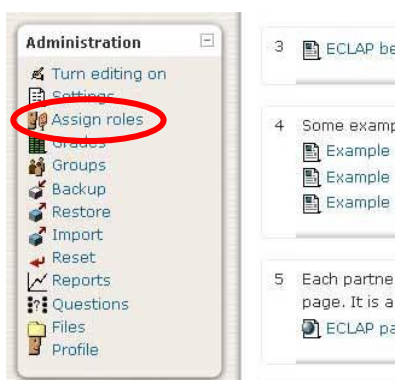 Administration
Turn editing on
Settings
Assign roles
Grades
Groups
Backup
Restore
Import
Reset
Reports
Questions
Files
Profile
3 ECLAP be
4 Some examp
Example
Example
Example
5 Each partne
page. It is a
ECLAP pa